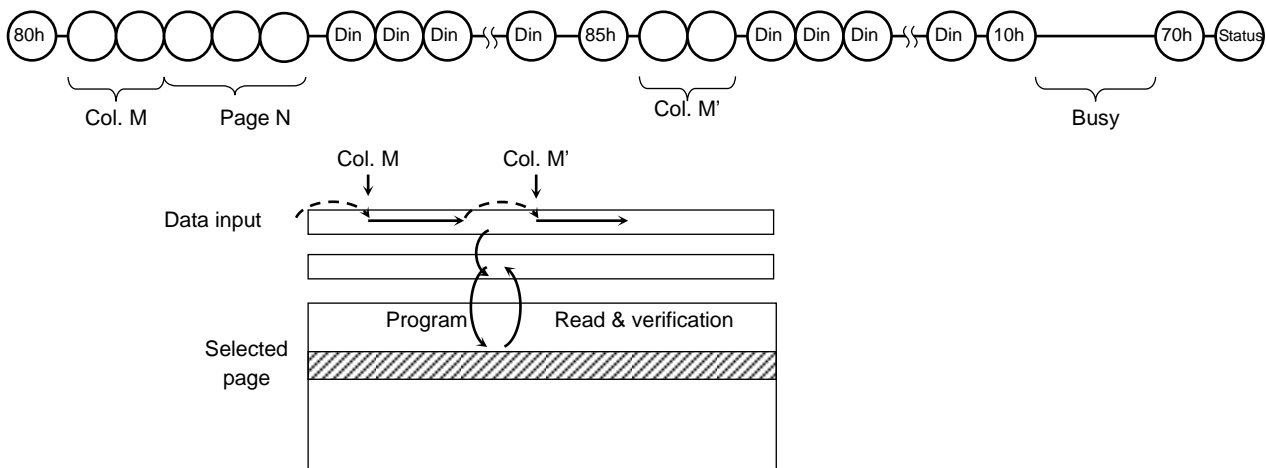 80h Din Din Din Din 85h Din Din Din Din 10h 70h Status
Col. M Page N Col. M’ Busy
Col. M Col. M’
Data input
Program Read & verification
Selected
page